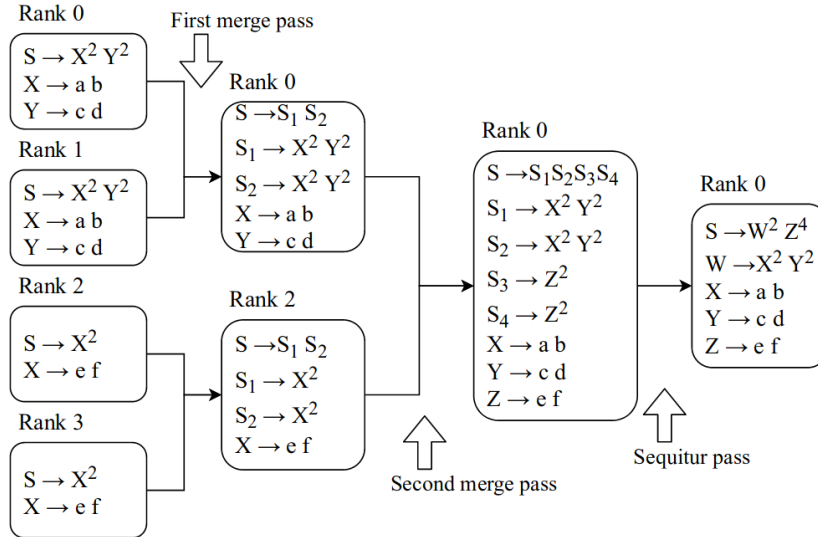 Rank 0
S → X² Y²
X → a b
Y → c d
Rank 1
S → X² Y²
X → a b
Y → c d
Rank 2
S → X²
X → e f
Rank 3
S → X²
X → e f
First merge pass
Rank 0
S →S₁ S₂
S₁ → X² Y²
S₂ → X² Y²
X → a b
Y → c d
Rank 2
S →S₁ S₂
S₁ → X²
S₂ → X²
X → e f
Second merge pass
Rank 0
S →S₁S₂S₃S₄
S₁ → X² Y²
S₂ → X² Y²
S₃ → Z²
S₄ → Z²
X → a b
Y → c d
Z → e f
Sequitur pass
Rank 0
S →W² Z⁴
W →X² Y²
X → a b
Y → c d
Z → e f